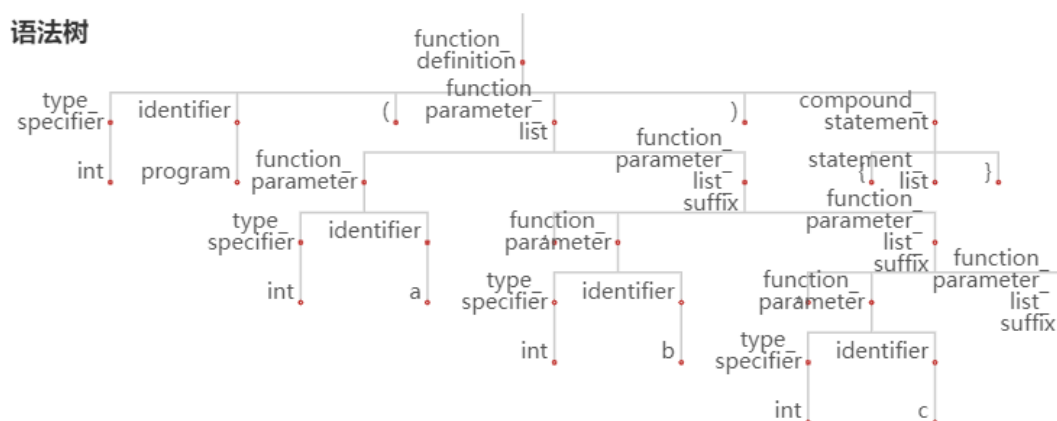 语法树
function_
definition
type_
specifier
identifier
(
function_
parameter_
list
)
compound_
statement
int
program
function_
parameter
function_
parameter_
list_
suffix
{
statement_
list
}
type_
specifier
identifier
function_
parameter
function_
parameter_
list_
suffix
int
a
type_
specifier
identifier
function_
parameter
function_
parameter_
list_
suffix
int
b
type_
specifier
identifier
int
c